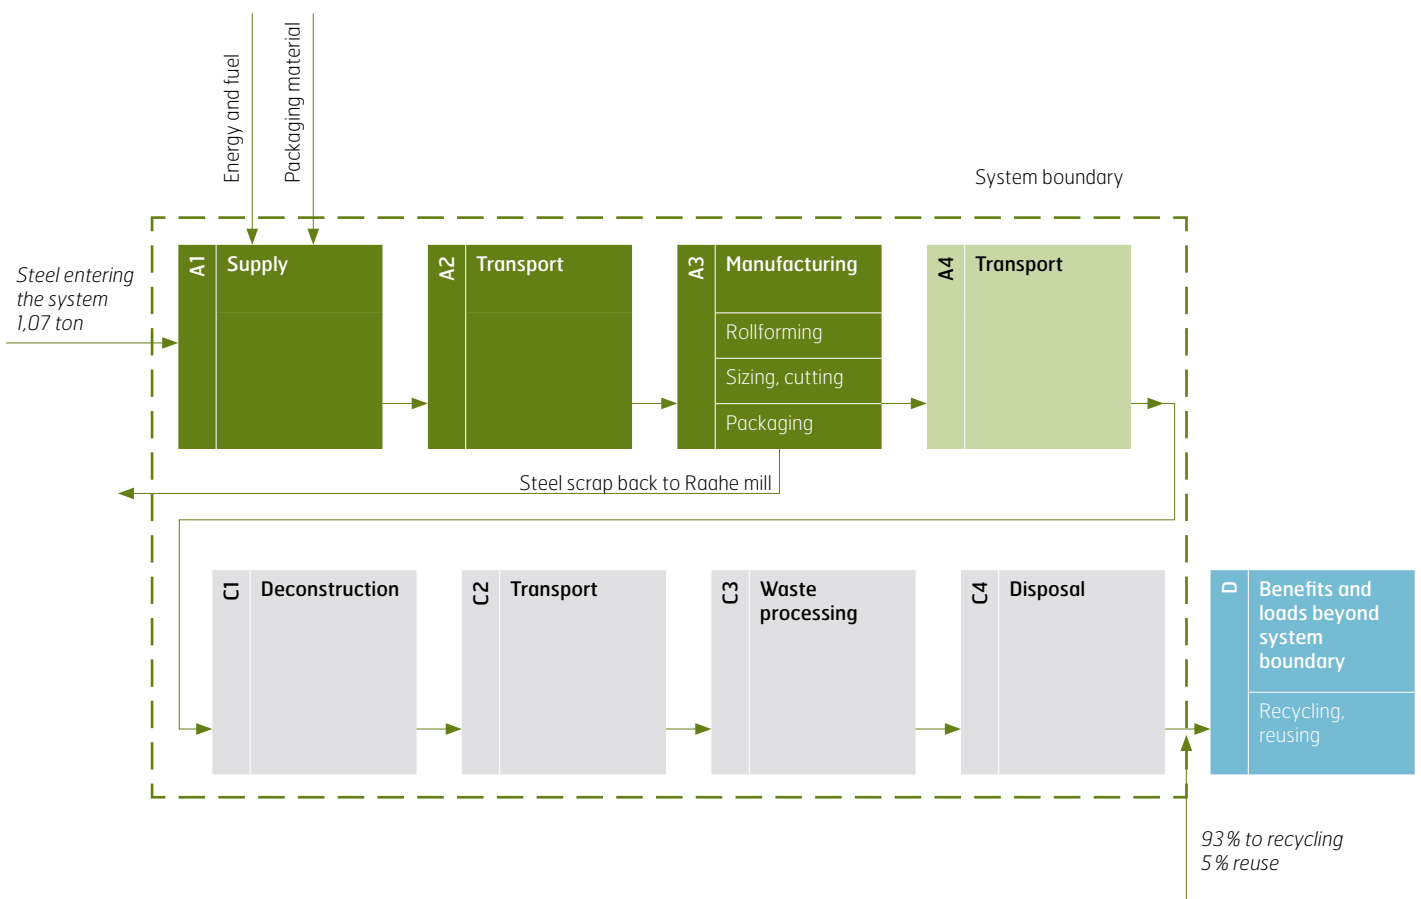 Energy and fuel
Packaging material
System boundary
Steel entering
the system
1,07 ton
A1
Supply
A2
Transport
A3
Manufacturing
Rollforming
Sizing, cutting
Packaging
A4
Transport
Steel scrap back to Raahe mill
C1
Deconstruction
C2
Transport
C3
Waste
processing
C4
Disposal
D
Benefits and
loads beyond
system
boundary
Recycling,
reusing
93 % to recycling
5 % reuse